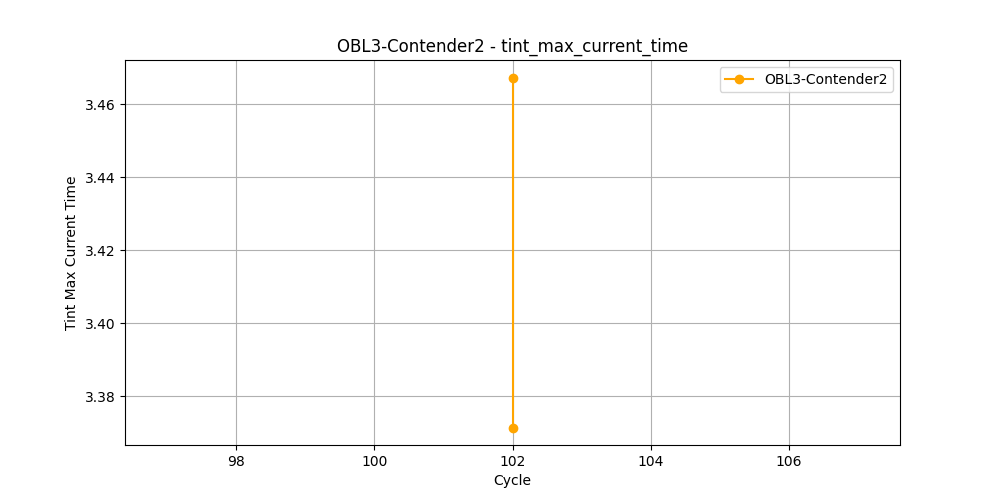 OBL3-Contender2 - tint_max_current_time
OBL3-Contender2
3.46
3.44
3.42
3.40
3.38
Tint Max Current Time
98 100 102 104 106
Cycle